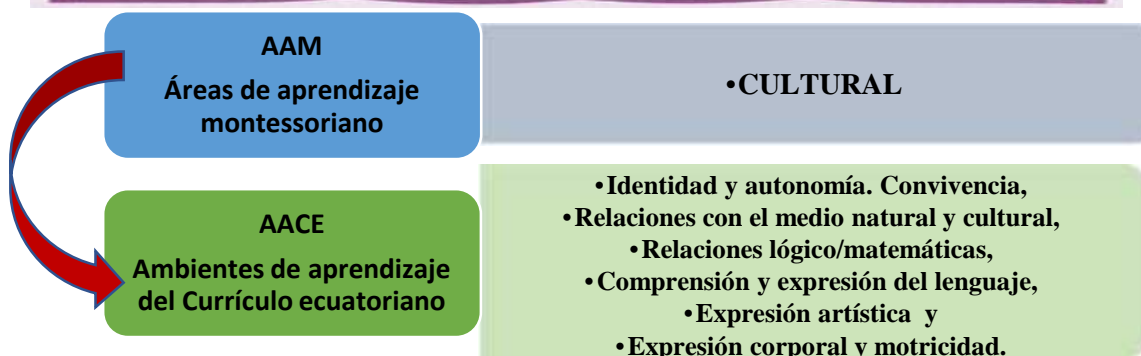 AAM
Áreas de aprendizaje
montessoriano
•CULTURAL
AACE
Ambientes de aprendizaje
del Currículo ecuatoriano
•Identidad y autonomía. Convivencia,
•Relaciones con el medio natural y cultural,
•Relaciones lógico/matemáticas,
•Comprensión y expresión del lenguaje,
•Expresión artística y
•Expresión corporal y motricidad.